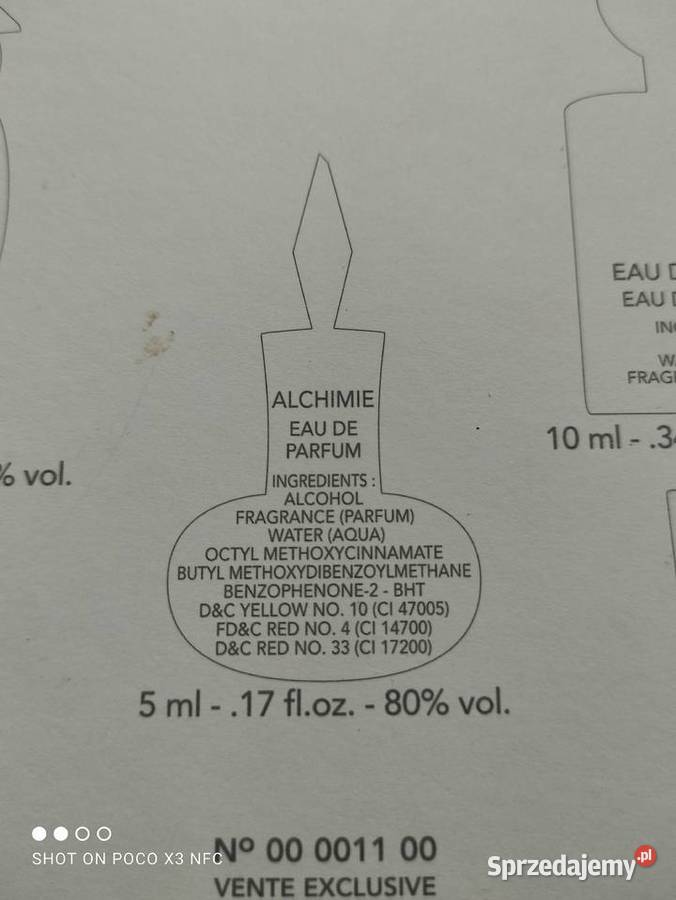 EAU D
EAU D
IN
W
FRAG
10 ml - .3
% vol.
ALCHIMIE
EAU DE
PARFUM
INGREDIENTS :
ALCOHOL
FRAGRANCE (PARFUM)
WATER (AQUA)
OCTYL METHOXYCINNAMATE
BUTYL METHOXYDIBENZOYLMETHANE
BENZOPHENONE-2 - BHT
D&C YELLOW NO. 10 (CI 47005)
FD&C RED NO. 4 (CI 14700)
D&C RED NO. 33 (CI 17200)
5 ml - .17 fl.oz. - 80% vol.
Nº 00 0011 00
VENTE EXCLUSIVE
SHOT ON POCO X3 NFC
Sprzedajemy.pl